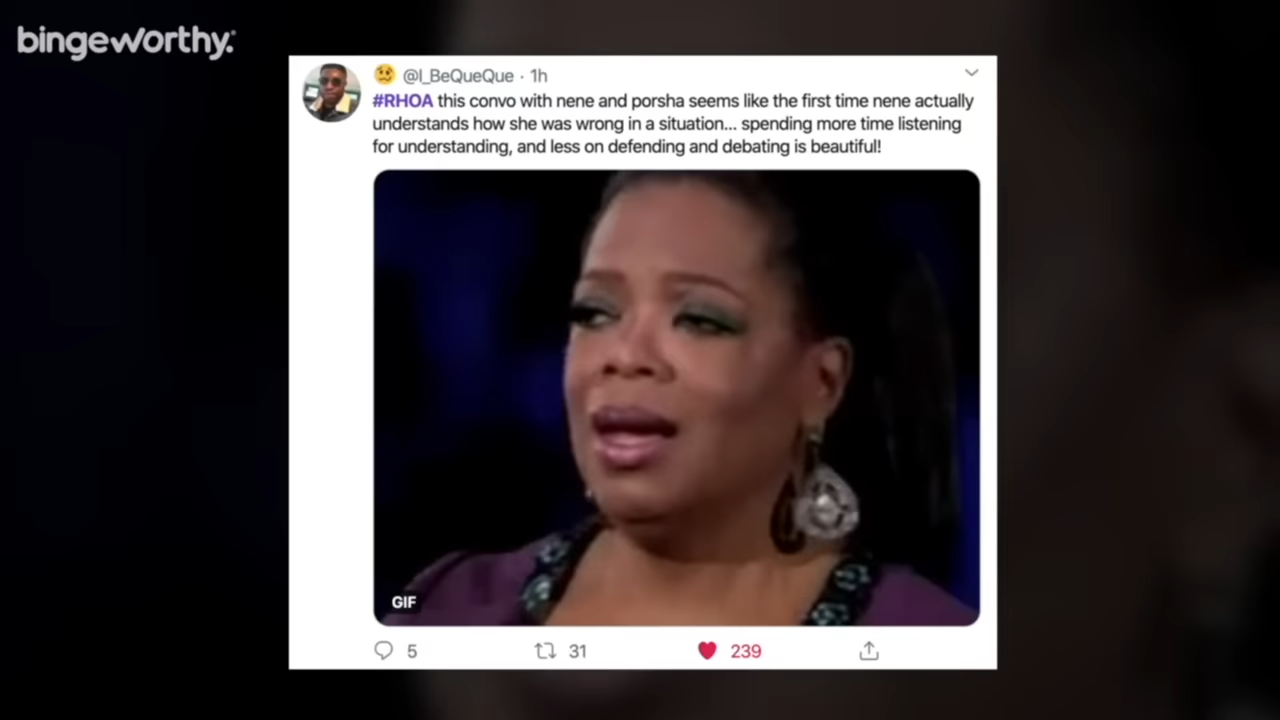 bingeworthy.
@I_BeQueQue · 1h
#RHOA this convo with nene and porsha seems like the first time nene actually
understands how she was wrong in a situation... spending more time listening
for understanding, and less on defending and debating is beautiful!
GIF
5 31 239